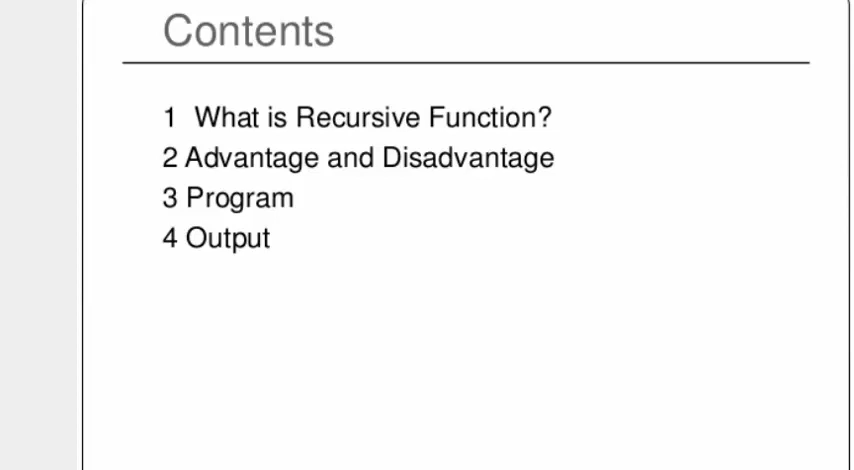 Contents
1 What is Recursive Function?
2 Advantage and Disadvantage
3 Program
4 Output